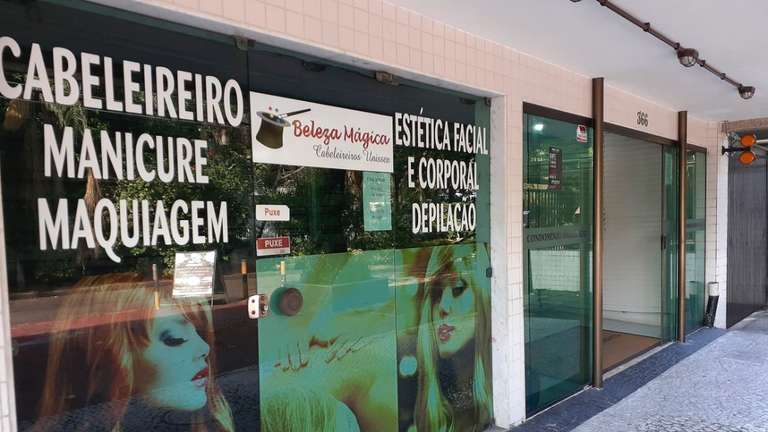 CABELEIREIRO
MANICURE
MAQUIAGEM
Beleza Mágica
Cabeleireiros Unissex
Puxe
PUXE
ESTÉTICA FACIAL
E CORPORAL
DEPILAÇÃO
366